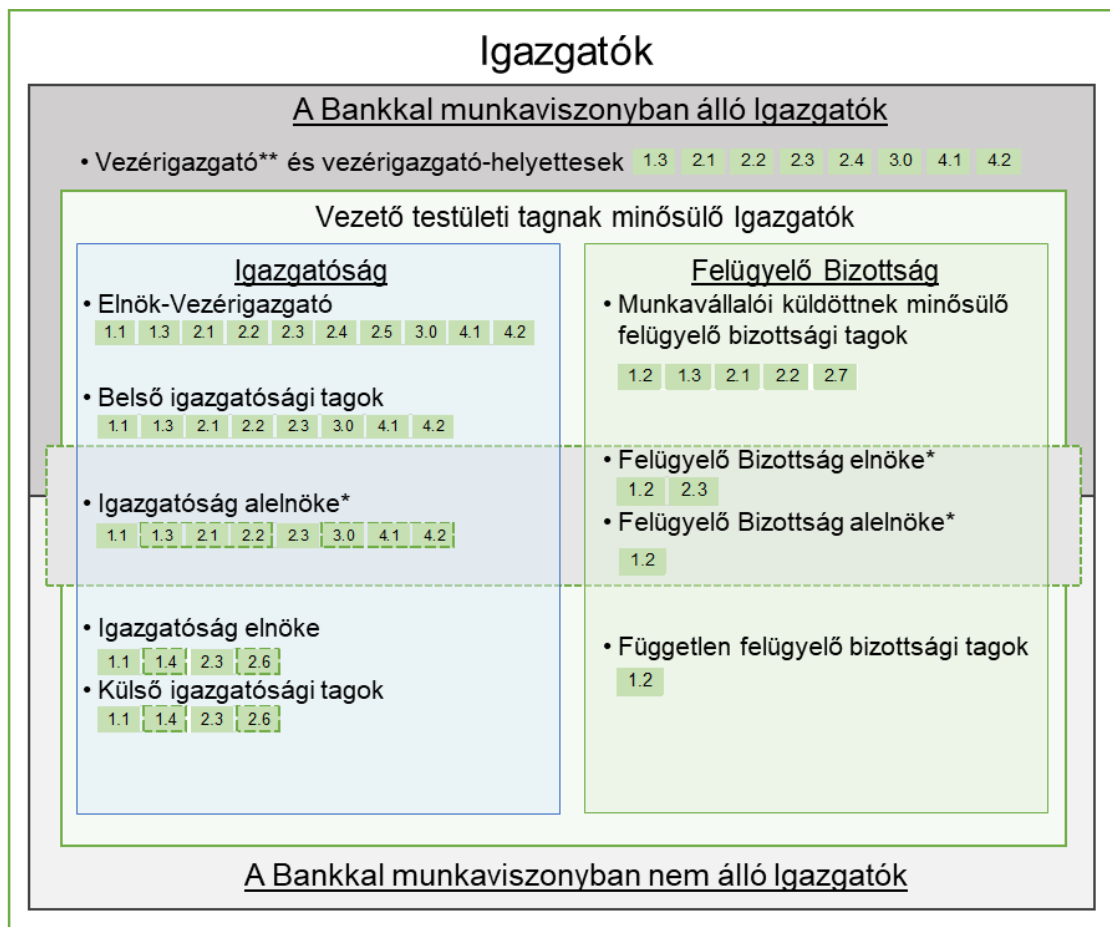 Igazgatók
A Bankkal munkaviszonyban álló Igazgatók
• Vezérigazgató** és vezérigazgató-helyettesek 1.3 2.1 2.2 2.3 2.4 3.0 4.1 4.2
Vezető testületi tagnak minősülő Igazgatók
Igazgatóság
• Elnök-Vezérigazgató
1.1 1.3 2.1 2.2 2.3 2.4 2.5 3.0 4.1 4.2
• Belső igazgatósági tagok
1.1 1.3 2.1 2.2 2.3 3.0 4.1 4.2
• Igazgatóság alelnöke*
1.1 1.3 2.1 2.2 2.3 3.0 4.1 4.2
• Igazgatóság elnöke
1.1 1.4 2.3 2.6
• Külső igazgatósági tagok
1.1 1.4 2.3 2.6
Felügyelő Bizottság
• Munkavállalói küldöttnek minősülő
felügyelő bizottsági tagok
1.2 1.3 2.1 2.2 2.7
• Felügyelő Bizottság elnöke*
1.2 2.3
• Felügyelő Bizottság alelnöke*
1.2
• Független felügyelő bizottsági tagok
1.2
A Bankkal munkaviszonyban nem álló Igazgatók